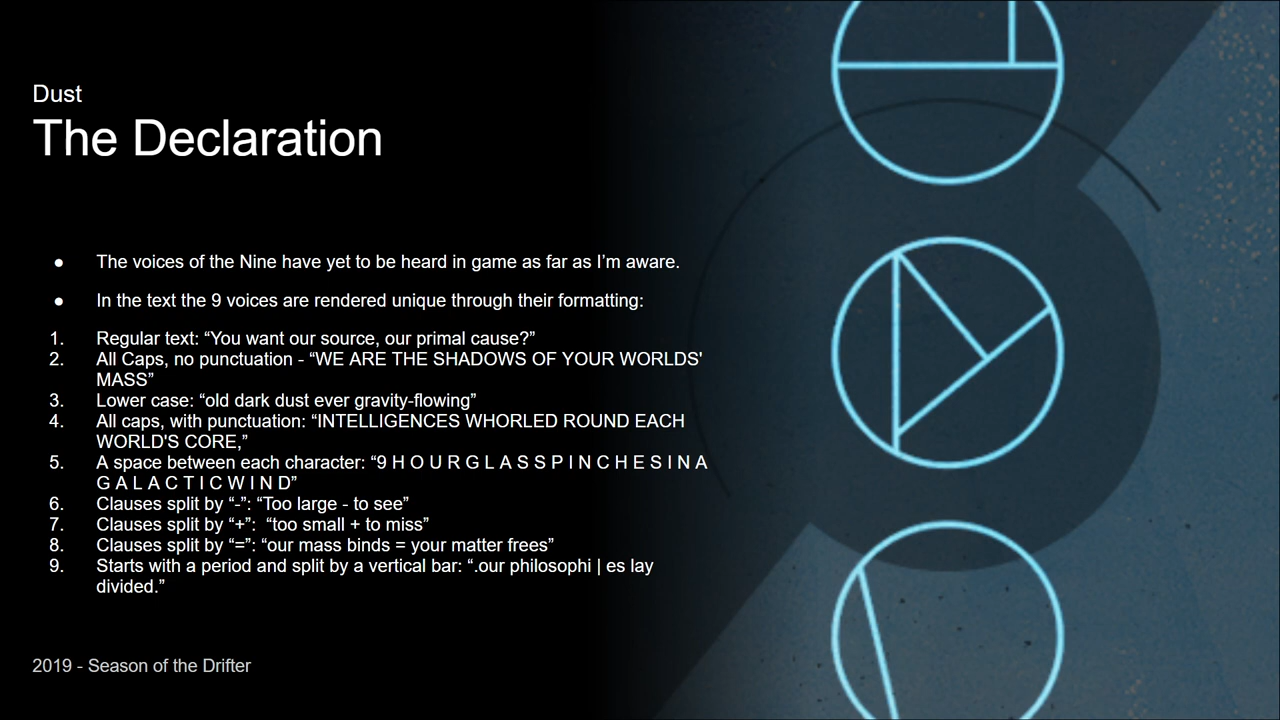 Dust
The Declaration
● The voices of the Nine have yet to be heard in game as far as I’m aware.
● In the text the 9 voices are rendered unique through their formatting:
1. Regular text: “You want our source, our primal cause?”
2. All Caps, no punctuation - “WE ARE THE SHADOWS OF YOUR WORLDS'
MASS”
3. Lower case: “old dark dust ever gravity-flowing”
4. All caps, with punctuation: “INTELLIGENCES WHORLED ROUND EACH
WORLD'S CORE,”
5. A space between each character: “9 H O U R G L A S S P I N C H E S I N A
G A L A C T I C W I N D”
6. Clauses split by “-”: “Too large - to see”
7. Clauses split by “+”:  “too small + to miss”
8. Clauses split by “=”: “our mass binds = your matter frees”
9. Starts with a period and split by a vertical bar: “.our philosophi | es lay
divided.”
2019 - Season of the Drifter